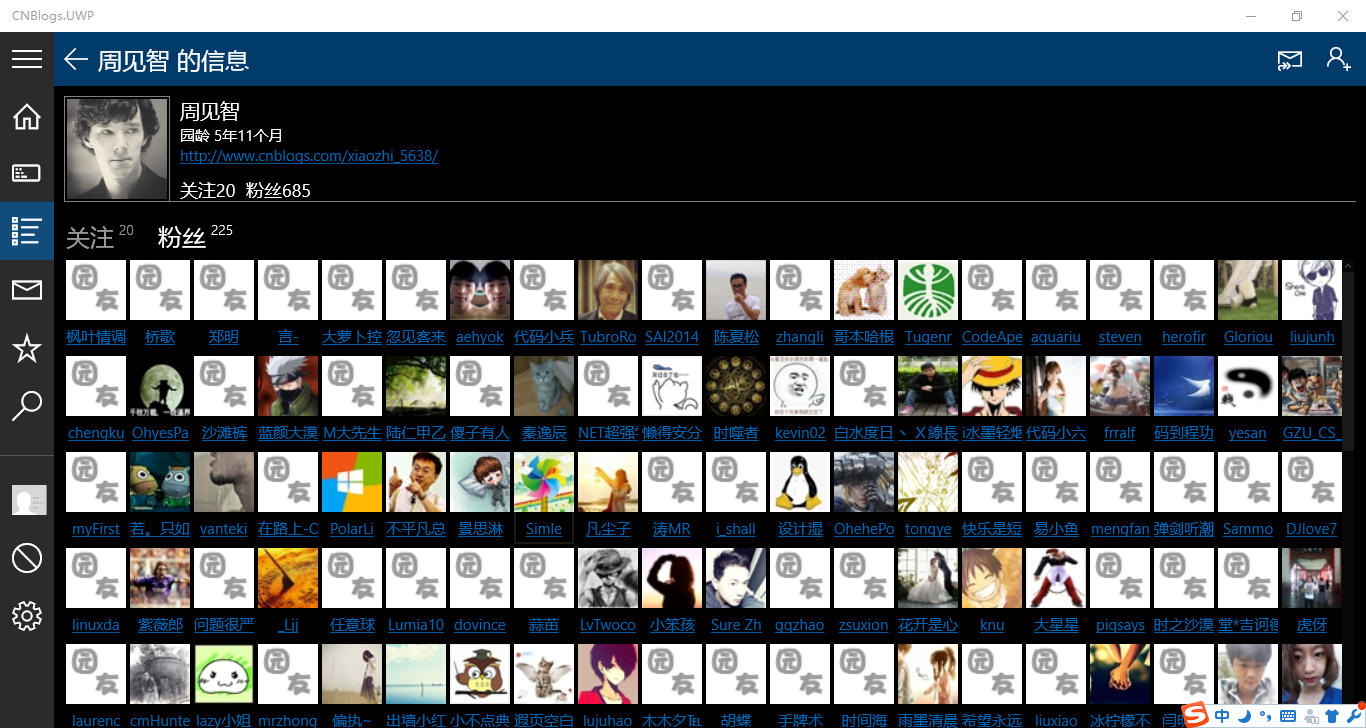 CNBlogs.UWP
周见智 的信息
周见智
园龄 5年11个月
http://www.cnblogs.com/xiaozhi_5638/
关注20 粉丝685
关注 20 粉丝 225
枫叶情调 桥歌 郑明 言- 大萝卜控 忽见客来 aehyok 代码小兵 TubroRo SAI2014 陈夏松 zhangli 哥本哈根 Tugenr CodeApe aquariu steven herofir Gloriou liujunh
chengku OhyesPa 沙滩裤 蓝颜大漠 M大先生 陆仁甲乙 傻子有人 秦逸辰 NET超强 懒得安分 时噬者 kevin02 白水度日 丶X線長 i水墨轻烟 代码小六 frralf 码到程功 yesan GZU_CS_
myFirst 若。只如 vanteki 在路上-C PolarLi 不平凡总 景思淋 Simle 凡尘子 涛MR i_shall 设计湿 OhehePo tongye 快乐是短 易小鱼 mengfan 弹剑听潮 Sammo DJlove7
linuxda 紫薇郎 问题很严 _Ljj 任意球 Lumia10 dovince 蒜苗 LvTwoco 小笨孩 Sure Zh qqzhao zsuxion 花开是心 knu 大星星 pigsays 时之沙漠 堂*吉诃德 虎伢
laurenc cmHunte lazy小姐 mrzhong 偏执~ 出墙小红 小不点典 遐页空白 lujuhao 木木夕℡ 胡蝶 手牌术 时间海 雨墨清晨 希望永远 liuxiao 冰柠檬不
中